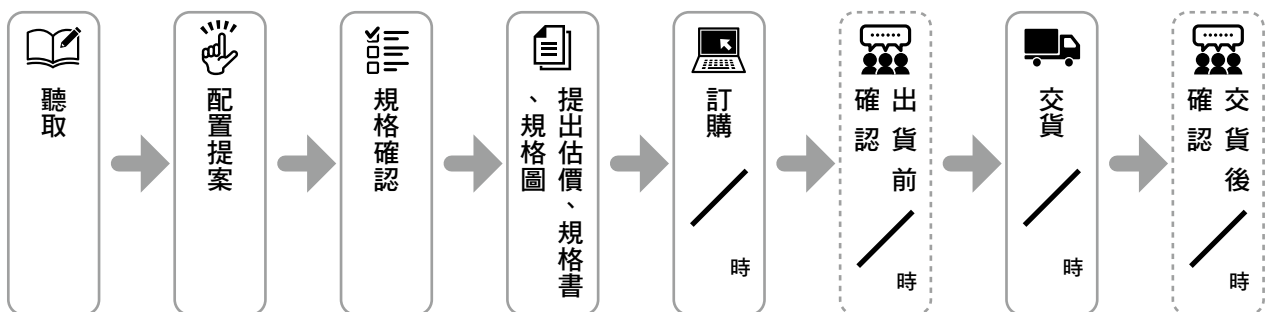 聽取
配置提案
規格確認
提出估價、規格書
、規格圖
訂購
時
出貨前
確認
時
交貨
時
交貨後
確認
時